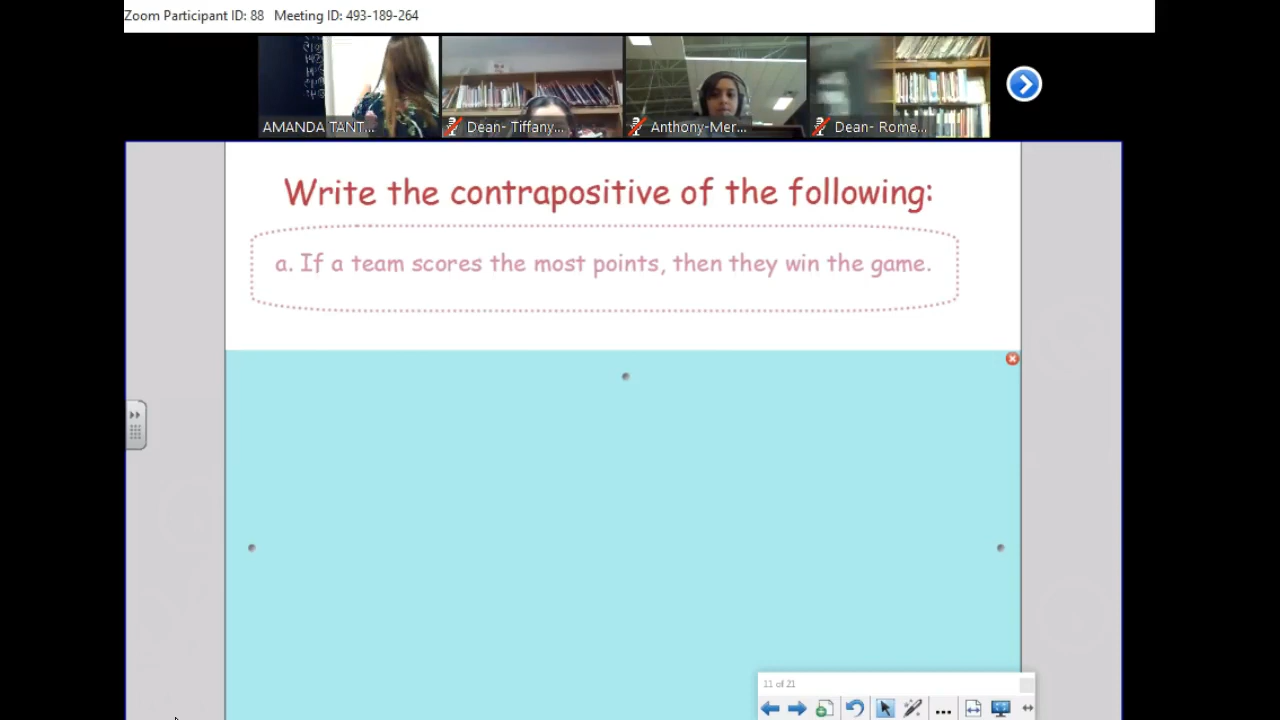 Zoom Participant ID: 88 Meeting ID: 493-189-264
AMANDA TANT...
Dean- Tiffany...
Anthony-Mer...
Dean- Rome...
Write the contrapositive of the following:
a. If a team scores the most points, then they win the game.
11 of 21